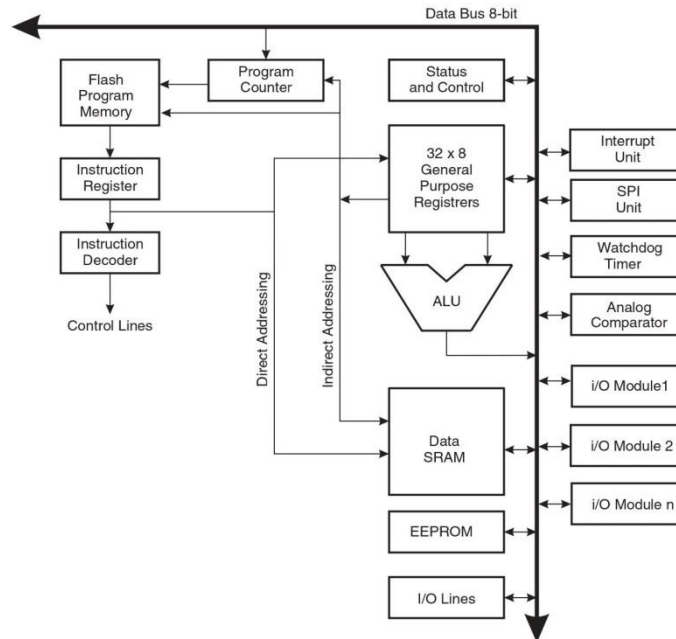 Data Bus 8-bit
Flash
Program
Memory
Program
Counter
Status
and Control
Instruction
Register
32 x 8
General
Purpose
Registrers
Instruction
Decoder
Control Lines
Direct Addressing
Indirect Addressing
ALU
Data
SRAM
EEPROM
I/O Lines
Interrupt
Unit
SPI
Unit
Watchdog
Timer
Analog
Comparator
i/O Module1
i/O Module 2
i/O Module n